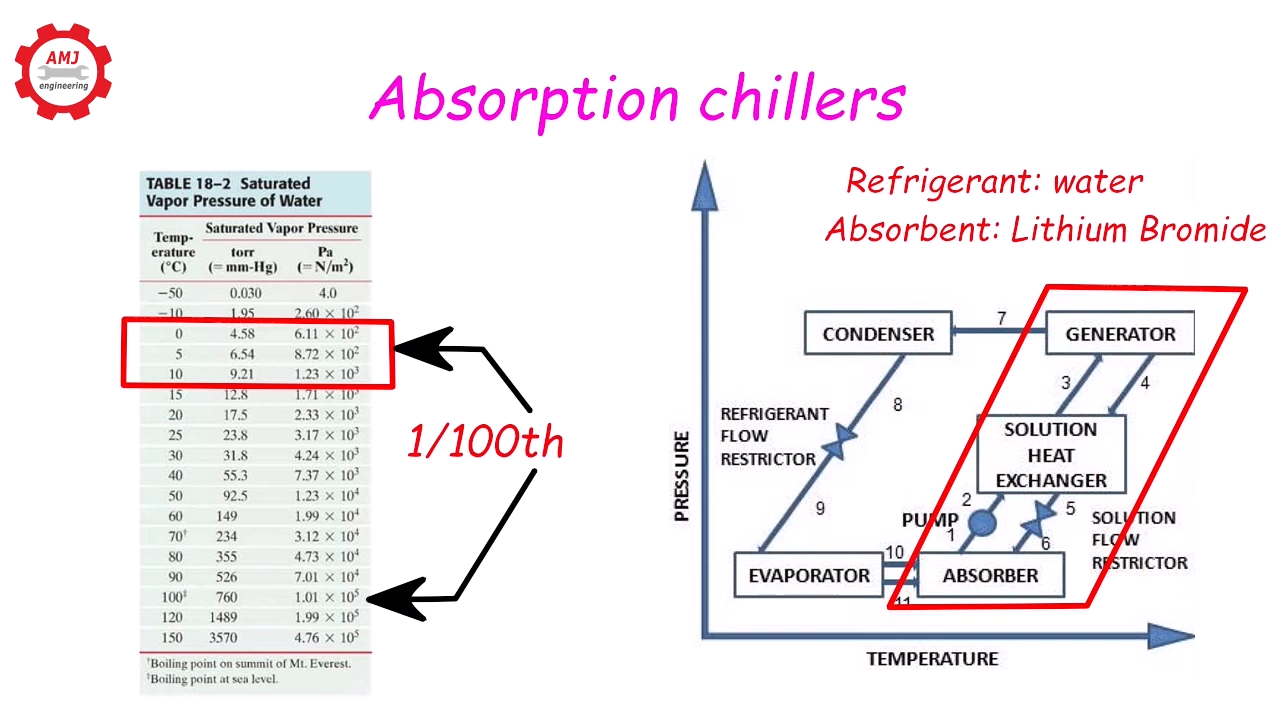 AMJ
engineering
Absorption chillers
TABLE 18–2 Saturated
Vapor Pressure of Water
Saturated Vapor Pressure
Temp-
erature
(°C)
torr
(= mm-Hg)
Pa
(= N/m²)
−50 0.030 4.0
−10 1.95 2.60 × 10²
0 4.58 6.11 × 10²
5 6.54 8.72 × 10²
10 9.21 1.23 × 10³
15 12.8 1.71 × 10³
20 17.5 2.33 × 10³
25 23.8 3.17 × 10³
30 31.8 4.24 × 10³
40 55.3 7.37 × 10³
50 92.5 1.23 × 10⁴
60 149 1.99 × 10⁴
70† 234 3.12 × 10⁴
80 355 4.73 × 10⁴
90 526 7.01 × 10⁴
100‡ 760 1.01 × 10⁵
120 1489 1.99 × 10⁵
150 3570 4.76 × 10⁵
†Boiling point on summit of Mt. Everest.
‡Boiling point at sea level.
1/100th
Refrigerant: water
Absorbent: Lithium Bromide
PRESSURE
CONDENSER
7
GENERATOR
3
4
8
REFRIGERANT
FLOW
RESTRICTOR
SOLUTION
HEAT
EXCHANGER
9
2
PUMP
1
5
6
SOLUTION
FLOW
RESTRICTOR
EVAPORATOR
10
11
ABSORBER
TEMPERATURE